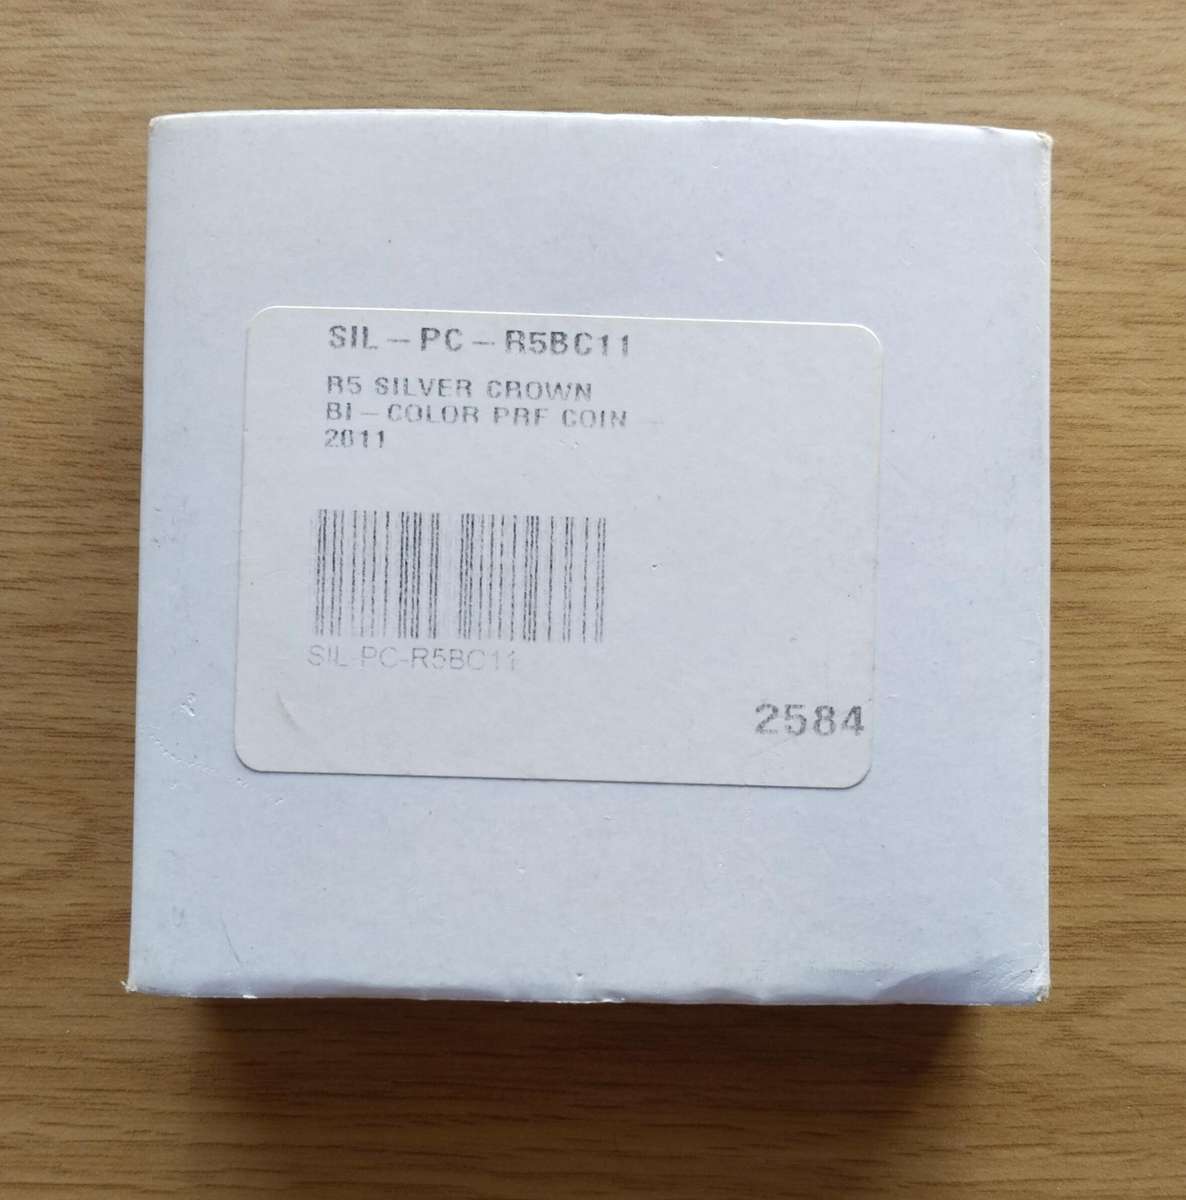 SIL-PC-R5BC11
R5 SILVER CROWN
BI-COLOR PRF COIN
2011
SIL-PC-R5BC11
2584